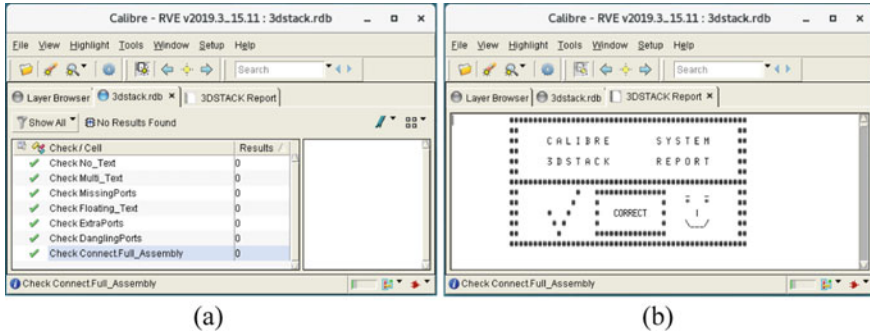 Calibre - RVE v2019.3_15.11 : 3dstack.rdb
File View Highlight Tools Window Setup Help
Search
Layer Browser 3dstack.rdb × 3DSTACK Report
Show All No Results Found
Check / Cell Results
Check No_Text 0
Check Multi_Text 0
Check MissingPorts 0
Check Floating_Text 0
Check ExtraPorts 0
Check DanglingPorts 0
Check Connect.Full_Assembly 0
Check Connect.Full_Assembly
(a)
Calibre - RVE v2019.3_15.11 : 3dstack.rdb
File View Highlight Tools Window Setup Help
Search
Layer Browser 3dstack.rdb 3DSTACK Report ×
CALIBRE SYSTEM
3DSTACK REPORT
CORRECT
Check Connect.Full_Assembly
(b)